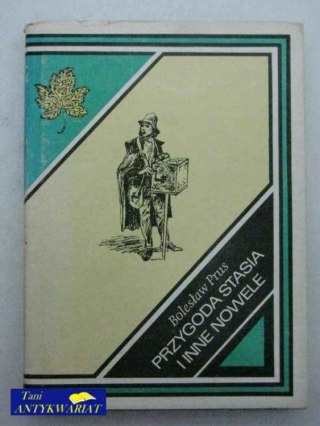 Bolesław Prus
PRZYGODA STASIA
I INNE NOWELE
Tani
ANTYKWARIAT